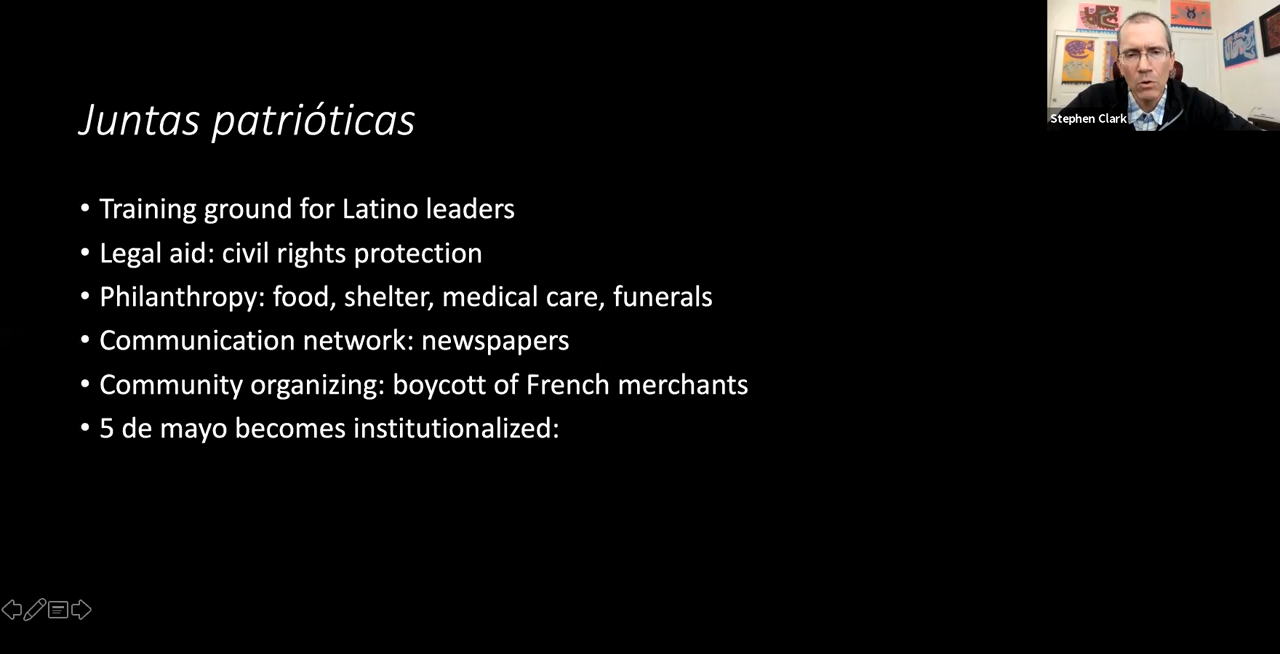 Juntas patrióticas
• Training ground for Latino leaders
• Legal aid: civil rights protection
• Philanthropy: food, shelter, medical care, funerals
• Communication network: newspapers
• Community organizing: boycott of French merchants
• 5 de mayo becomes institutionalized:
Stephen Clark